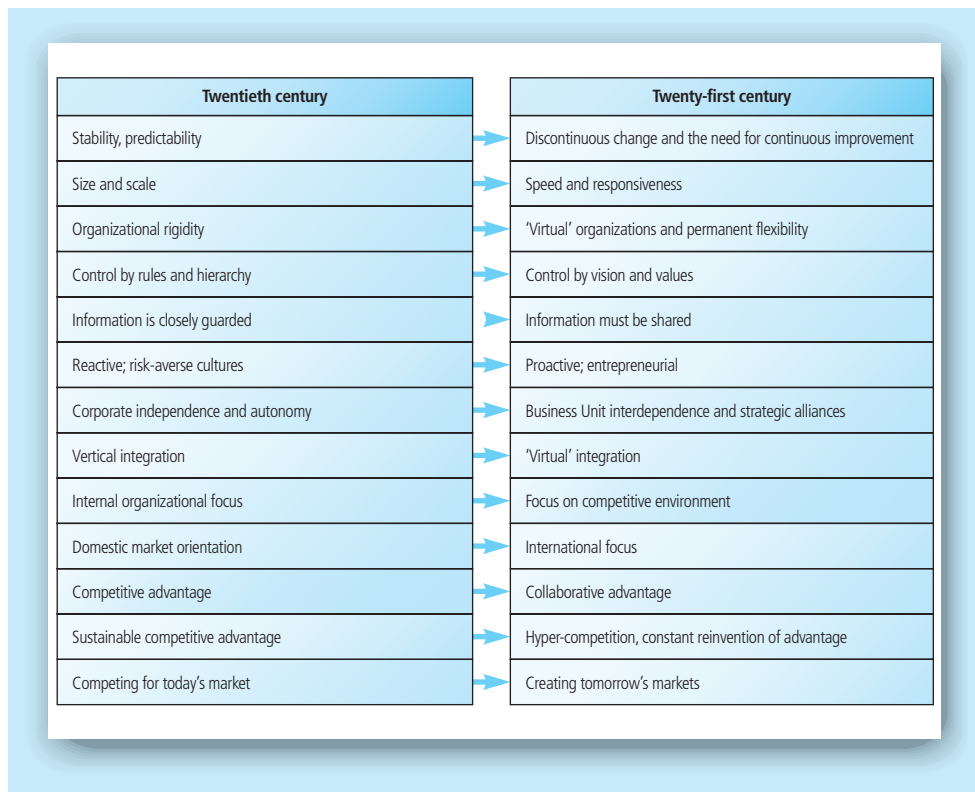 Twentieth century
Twenty-first century
Stability, predictability
Discontinuous change and the need for continuous improvement
Size and scale
Speed and responsiveness
Organizational rigidity
‘Virtual’ organizations and permanent flexibility
Control by rules and hierarchy
Control by vision and values
Information is closely guarded
Information must be shared
Reactive; risk-averse cultures
Proactive; entrepreneurial
Corporate independence and autonomy
Business Unit interdependence and strategic alliances
Vertical integration
‘Virtual’ integration
Internal organizational focus
Focus on competitive environment
Domestic market orientation
International focus
Competitive advantage
Collaborative advantage
Sustainable competitive advantage
Hyper-competition, constant reinvention of advantage
Competing for today’s market
Creating tomorrow’s markets